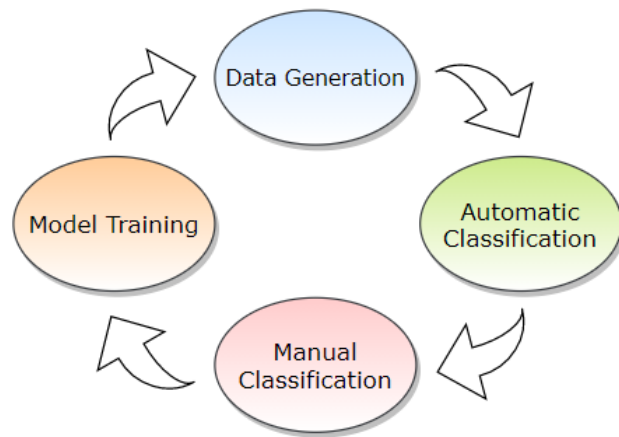 Data Generation
Automatic
Classification
Manual
Classification
Model Training